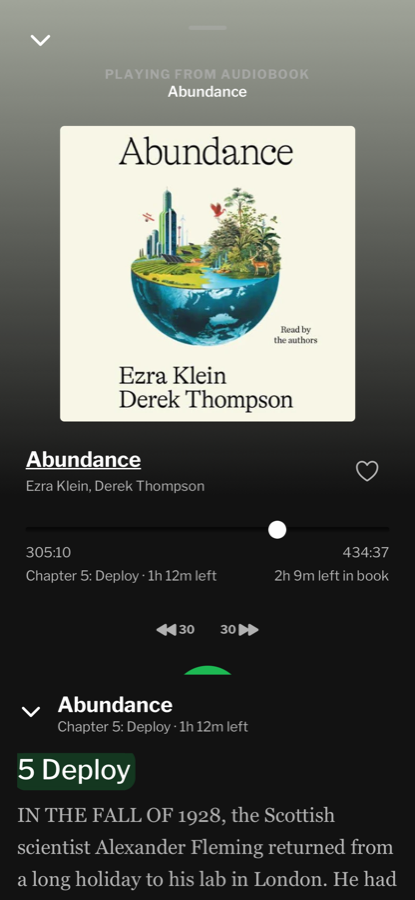 PLAYING FROM AUDIOBOOK
Abundance
Abundance
Read by
the authors
Ezra Klein
Derek Thompson
Abundance
Ezra Klein, Derek Thompson
305:10
434:37
Chapter 5: Deploy · 1h 12m left
2h 9m left in book
30
30
Abundance
Chapter 5: Deploy · 1h 12m left
5 Deploy
IN THE FALL OF 1928, the Scottish
scientist Alexander Fleming returned from
a long holiday to his lab in London. He had